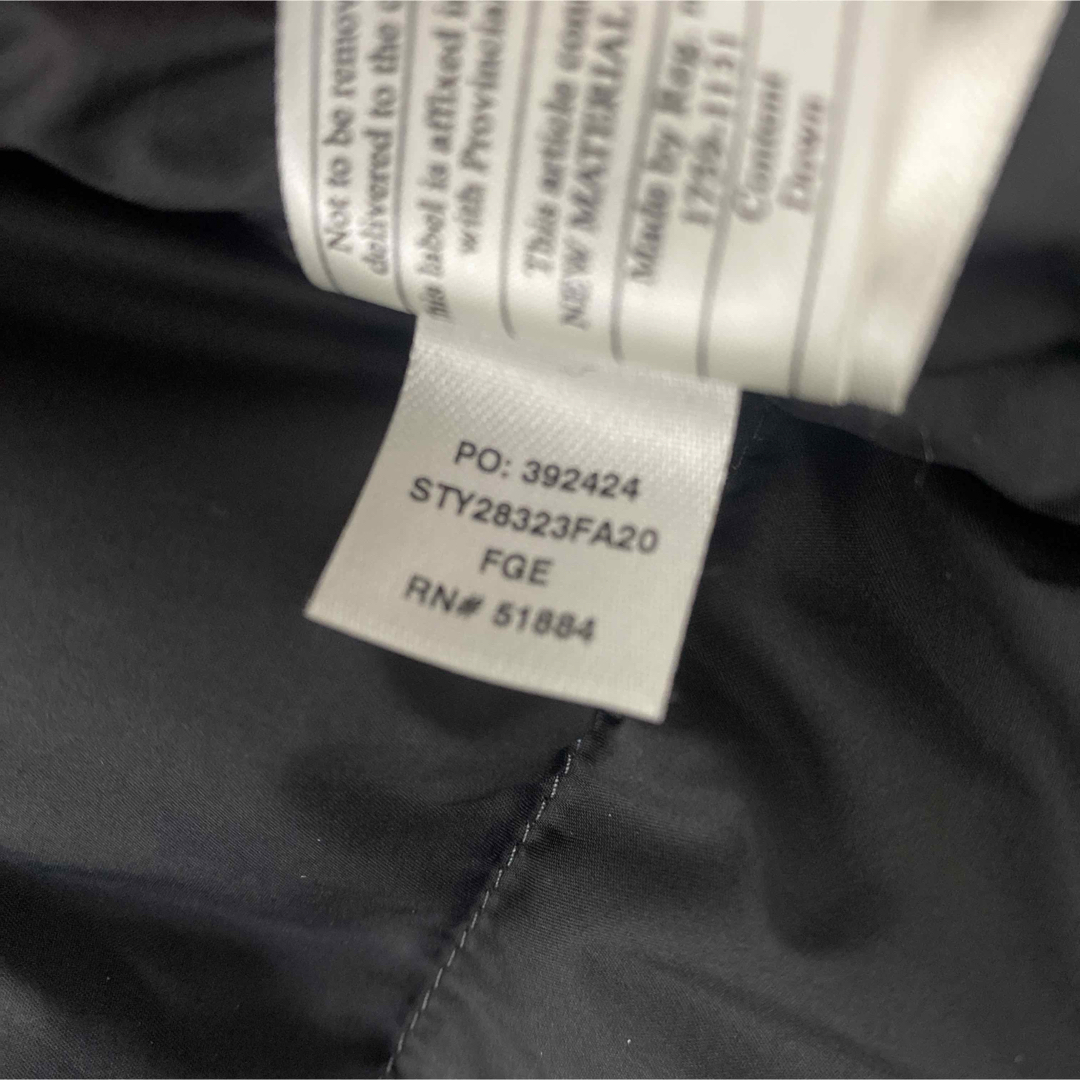 Not to be remov
delivered to the
this label is affixed i
with Provincia
This article con
NEW MATERIAL
Made by Reg.
Content
Down
PO: 392424
STY28323FA20
FGE
RN# 51884